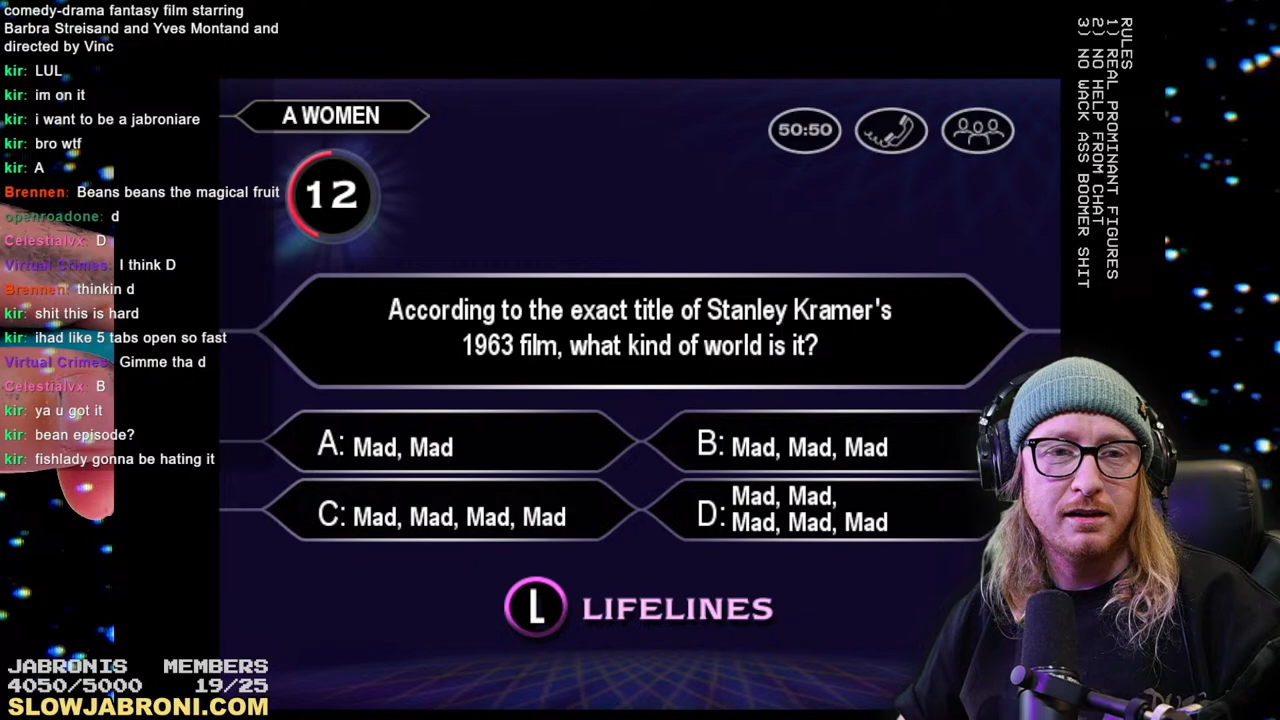 comedy-drama fantasy film starring
Barbra Streisand and Yves Montand and
directed by Vinc
kir: LUL
kir: im on it
kir: i want to be a jabroniare
kir: bro wtf
kir: A
Brennen: Beans beans the magical fruit
openroadone: d
Celestialvx: D
Virtual Crimes: I think D
Brennen: thinkin d
kir: shit this is hard
kir: ihad like 5 tabs open so fast
Virtual Crimes: Gimme tha d
Celestialvx: B
kir: ya u got it
kir: bean episode?
kir: fishlady gonna be hating it
A WOMEN
12
50:50
According to the exact title of Stanley Kramer's
1963 film, what kind of world is it?
A: Mad, Mad
B: Mad, Mad, Mad
C: Mad, Mad, Mad, Mad
D: Mad, Mad,
Mad, Mad, Mad
L LIFELINES
RULES
1) REAL PROMINANT FIGURES
2) NO HELP FROM CHAT
3) NO WACK ASS BOOMER SHIT
JABRONIS MEMBERS
4050/5000 19/25
SLOWJABRONI.COM